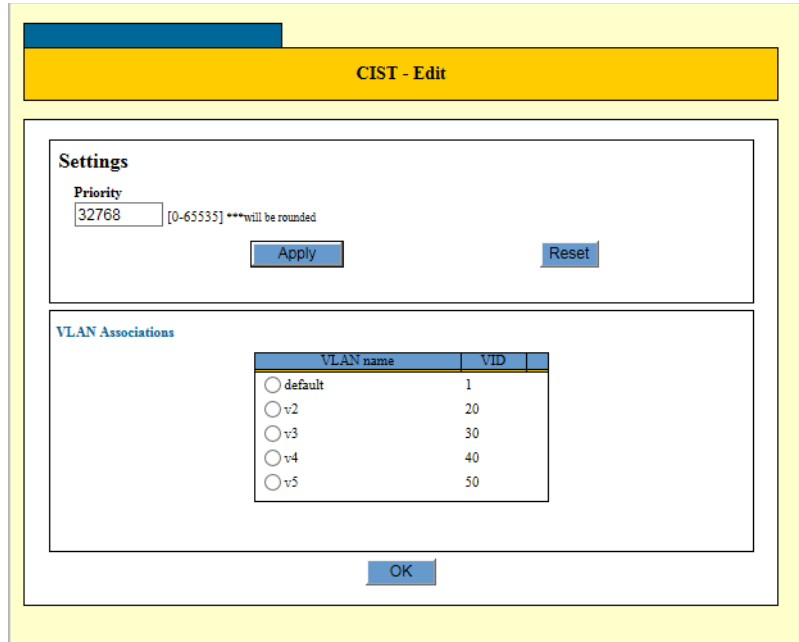 CIST - Edit
Settings
Priority
32768 [0-65535] ***will be rounded
Apply Reset
VLAN Associations
VLAN name VID
default 1
v2 20
v3 30
v4 40
v5 50
OK